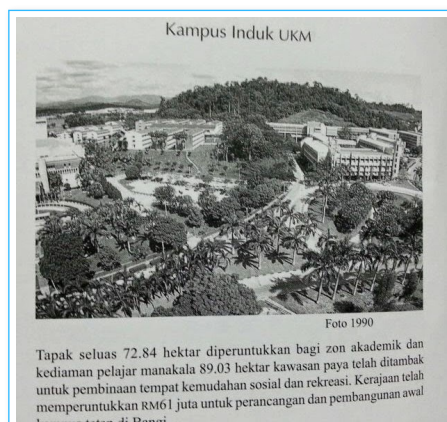 Kampus Induk UKM
Foto 1990
Tapak seluas 72.84 hektar diperuntukkan bagi zon akademik dan
kediaman pelajar manakala 89.03 hektar kawasan paya telah ditambak
untuk pembinaan tempat kemudahan sosial dan rekreasi. Kerajaan telah
memperuntukkan RM61 juta untuk perancangan dan pembangunan awal
di Bangi